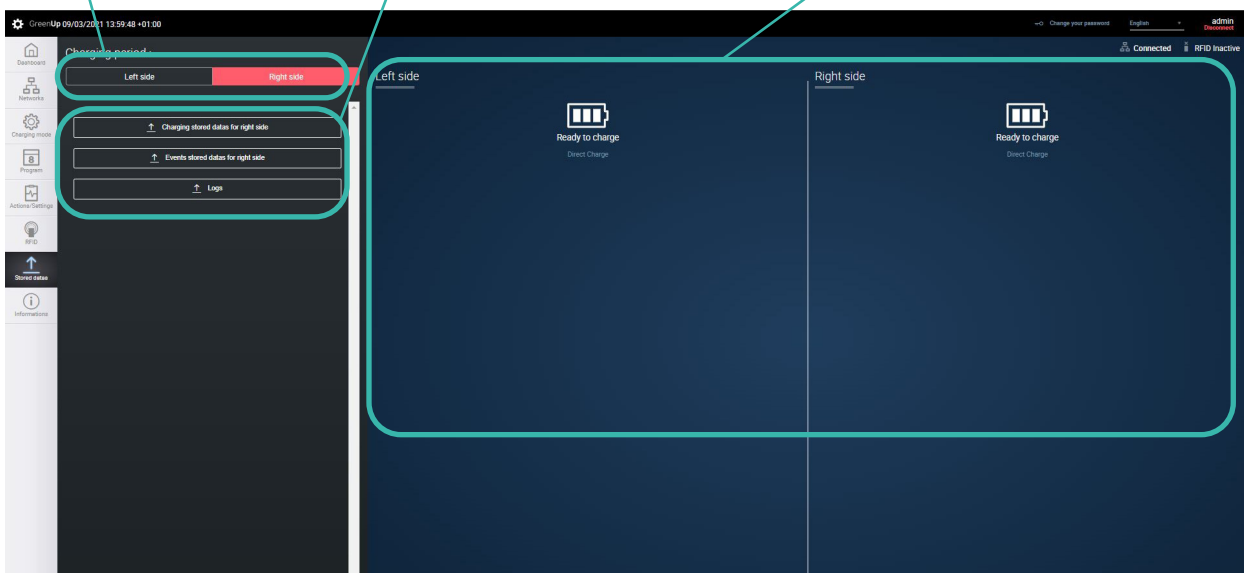 GreenUp 09/03/2021 13:59:48 +01:00
Change your password English admin
Disconnect
Connected RFID Inactive
Dashboard
Networks
Charging mode
8
Program
Actions/Settings
RFID
Stored datas
Informations
Charging period :
Left side Right side
Charging stored datas for right side
Events stored datas for right side
Logs
Left side
Ready to charge
Direct Charge
Right side
Ready to charge
Direct Charge